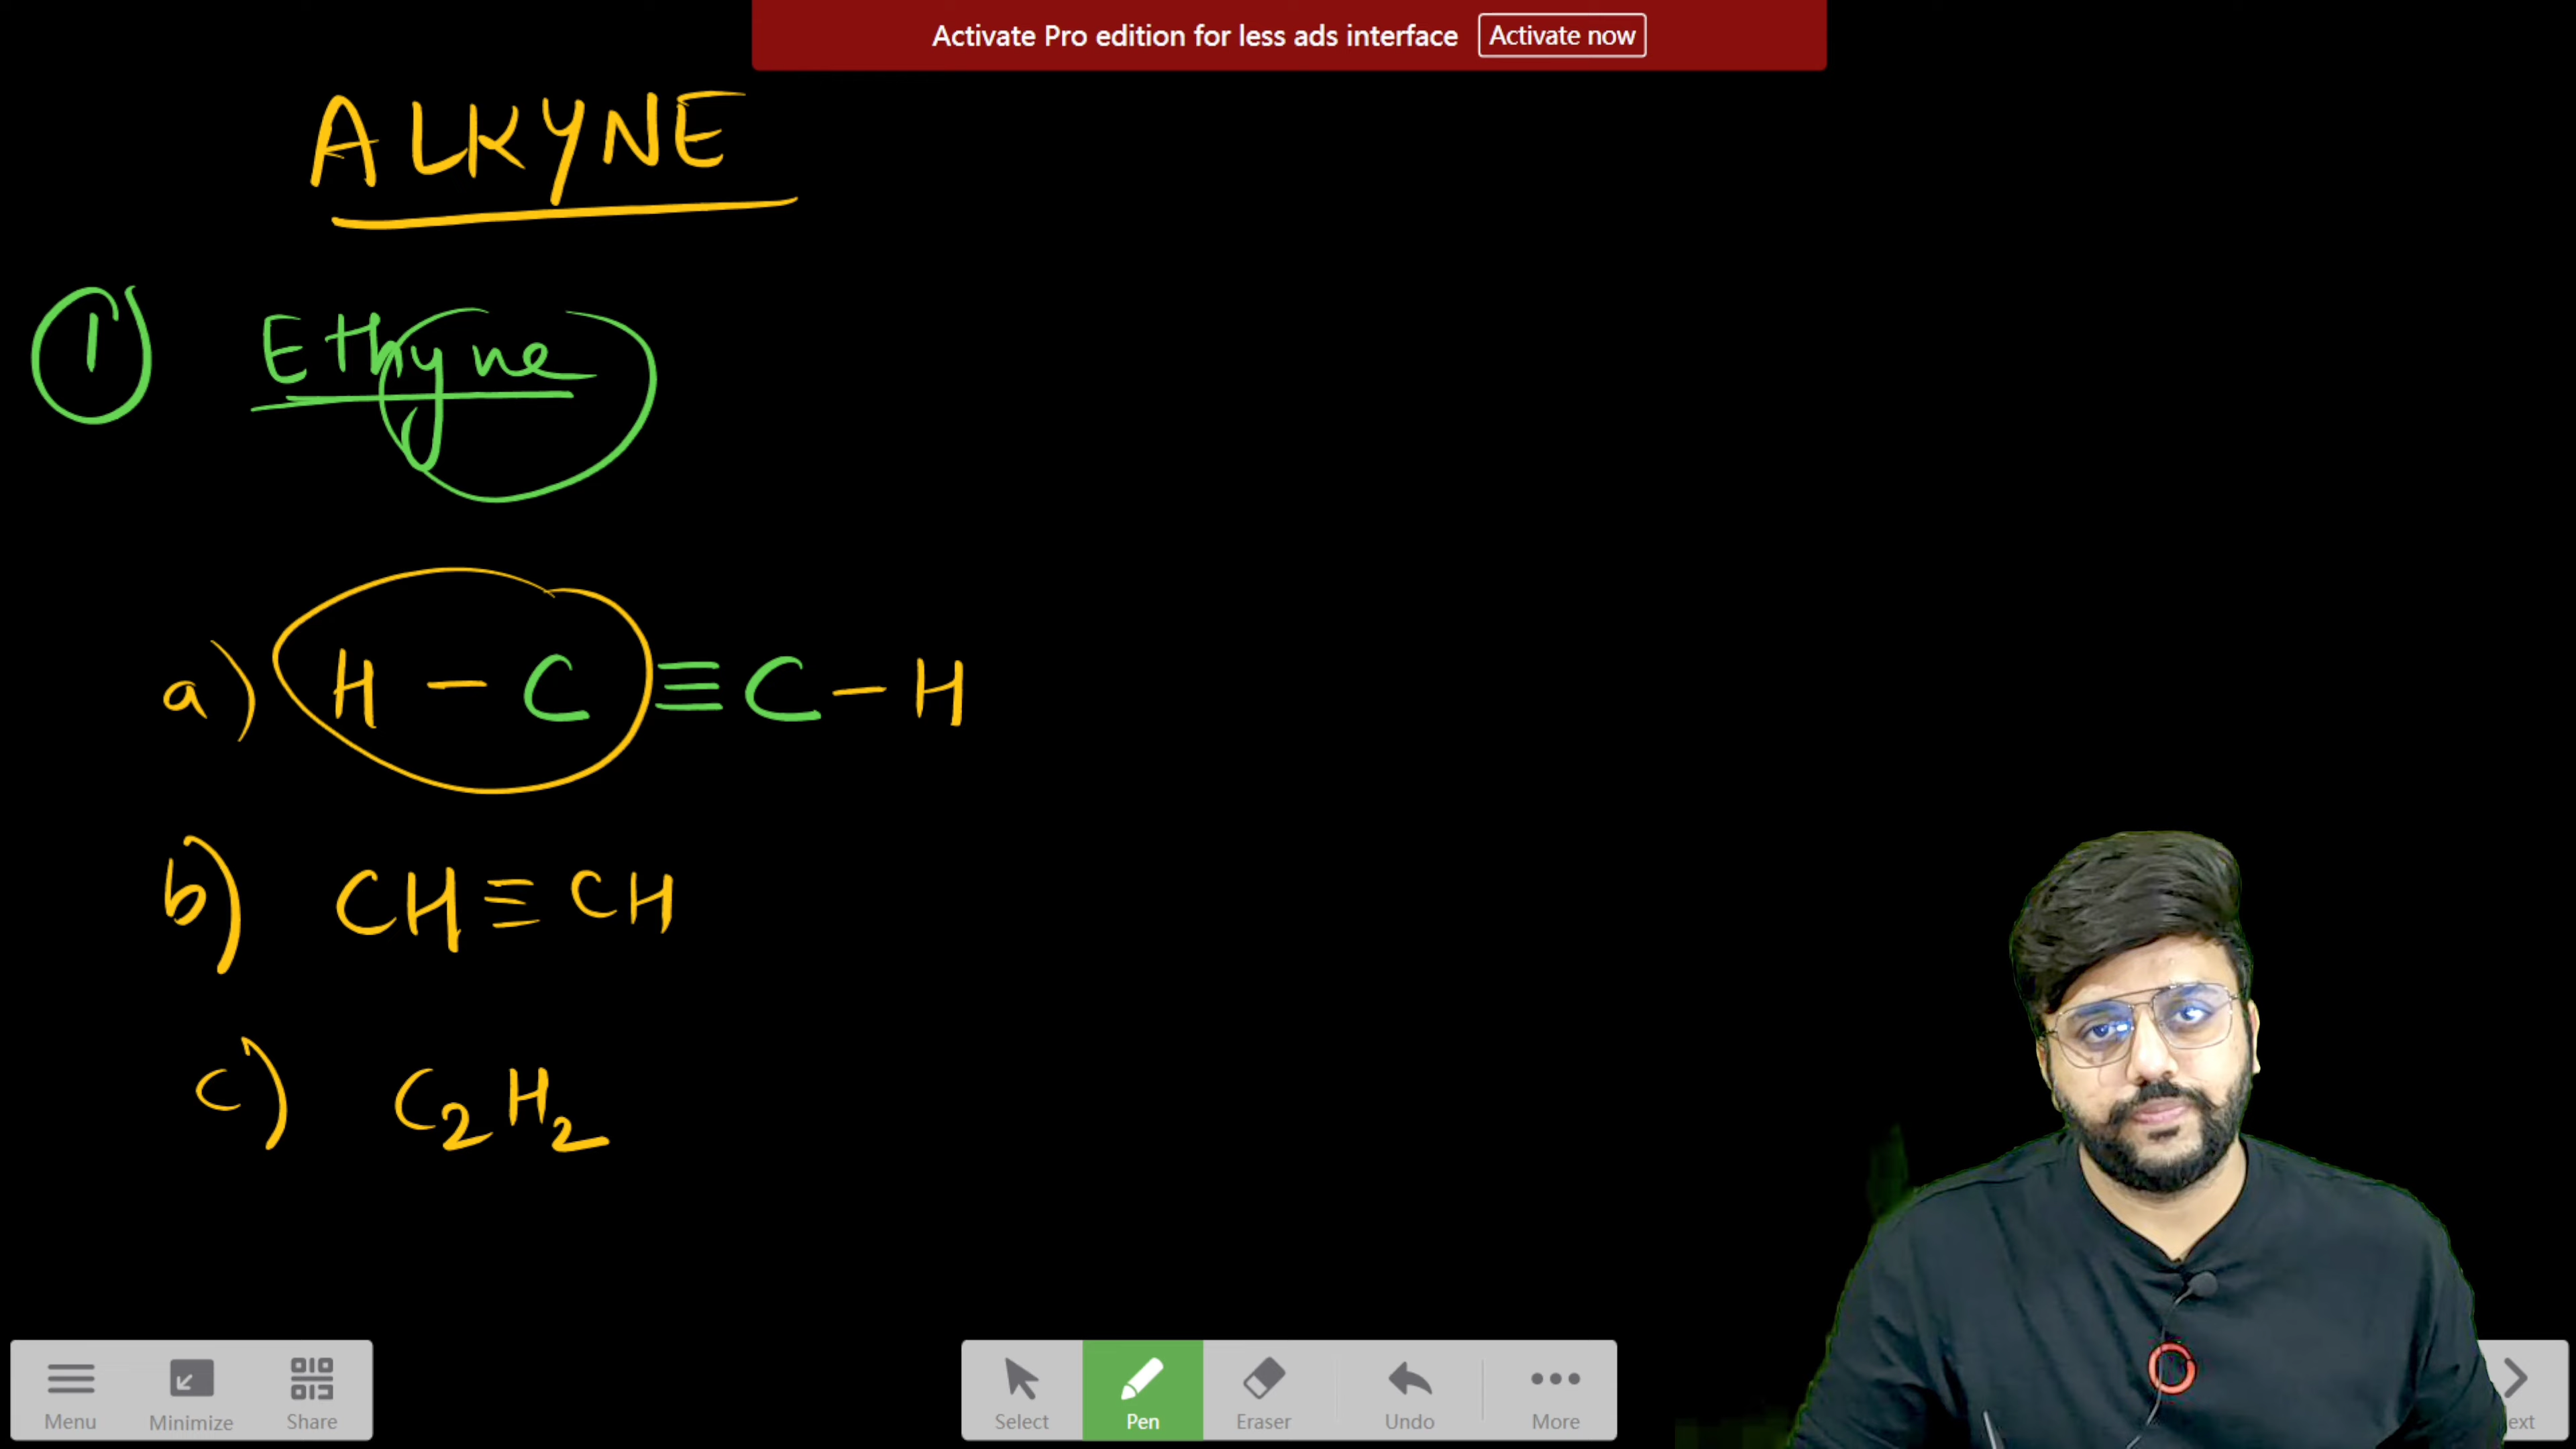 Activate Pro edition for less ads interface Activate now
ALKYNE
1 Ethyne
a) H - C ≡ C - H
b) CH ≡ CH
c) C₂H₂
Menu Minimize Share Select Pen Eraser Undo More ext